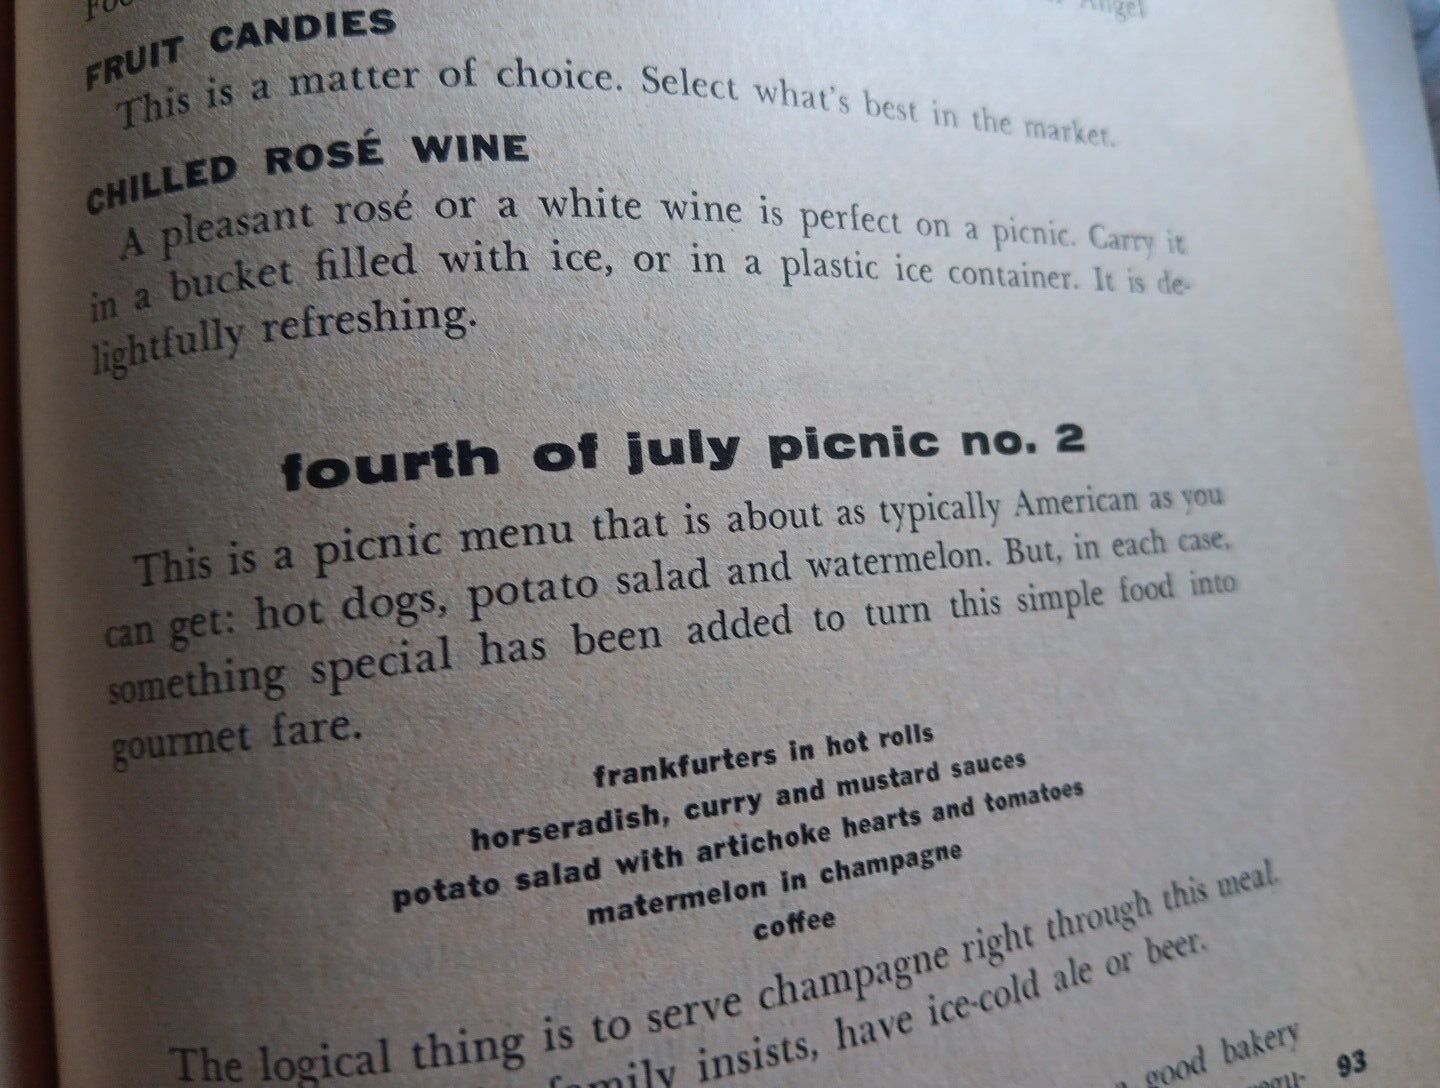 Angel
FRUIT CANDIES
This is a matter of choice. Select what's best in the market.
CHILLED ROSÉ WINE
A pleasant rosé or a white wine is perfect on a picnic. Carry it
in a bucket filled with ice, or in a plastic ice container. It is de-
lightfully refreshing.
fourth of july picnic no. 2
This is a picnic menu that is about as typically American as you
can get: hot dogs, potato salad and watermelon. But, in each case,
something special has been added to turn this simple food into
gourmet fare.
frankfurters in hot rolls
horseradish, curry and mustard sauces
potato salad with artichoke hearts and tomatoes
matermelon in champagne
coffee
The logical thing is to serve champagne right through this meal.
family insists, have ice-cold ale or beer.
good bakery
93